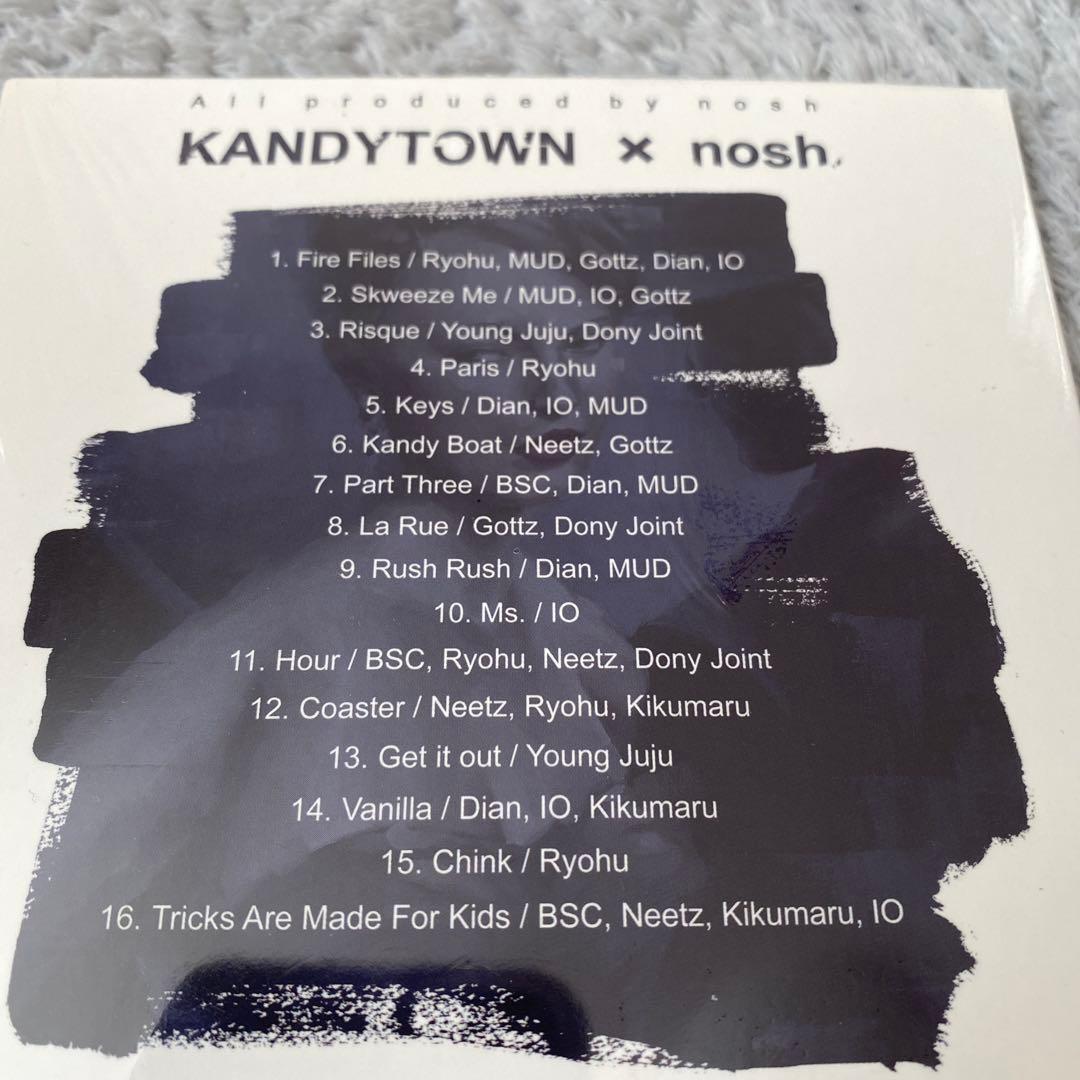 All produced by nosh
KANDYTOWN × nosh.
1. Fire Files / Ryohu, MUD, Gottz, Dian, IO
2. Skweeze Me / MUD, IO, Gottz
3. Risque / Young Juju, Dony Joint
4. Paris / Ryohu
5. Keys / Dian, IO, MUD
6. Kandy Boat / Neetz, Gottz
7. Part Three / BSC, Dian, MUD
8. La Rue / Gottz, Dony Joint
9. Rush Rush / Dian, MUD
10. Ms. / IO
11. Hour / BSC, Ryohu, Neetz, Dony Joint
12. Coaster / Neetz, Ryohu, Kikumaru
13. Get it out / Young Juju
14. Vanilla / Dian, IO, Kikumaru
15. Chink / Ryohu
16. Tricks Are Made For Kids / BSC, Neetz, Kikumaru, IO